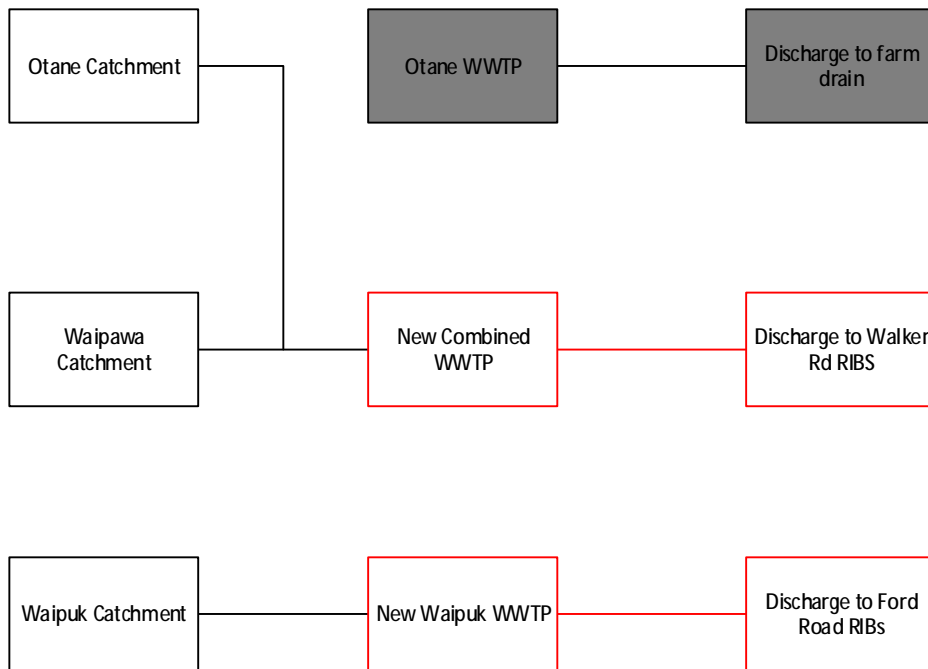 Otane Catchment
Otane WWTP
Discharge to farm
drain
Waipawa
Catchment
New Combined
WWTP
Discharge to Walker
Rd RIBS
Waipuk Catchment
New Waipuk WWTP
Discharge to Ford
Road RIBs